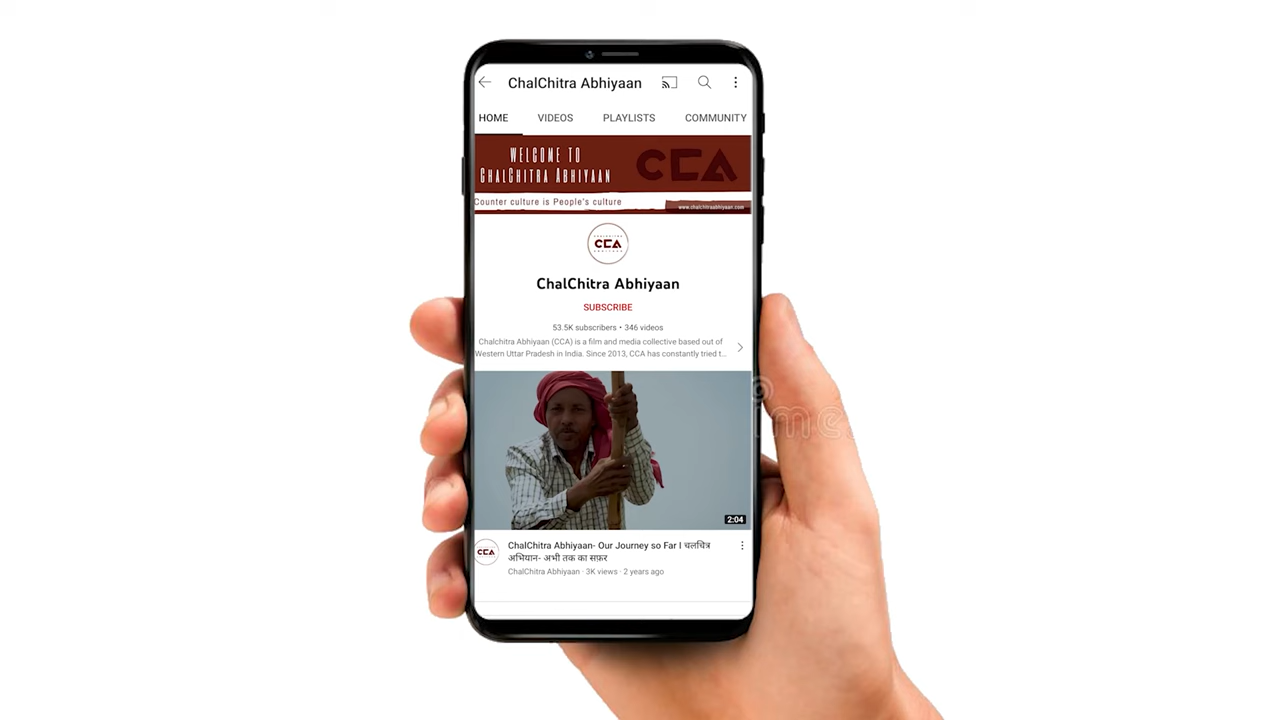 ChalChitra Abhiyaan
HOME VIDEOS PLAYLISTS COMMUNITY
WELCOME TO
CHALCHITRA ABHIYAAN
CCA
Counter culture is People's culture
www.chalchitraabhiyaan.com
CCA
ChalChitra Abhiyaan
SUBSCRIBE
53.5K subscribers • 346 videos
Chalchitra Abhiyaan (CCA) is a film and media collective based out of
Western Uttar Pradesh in India. Since 2013, CCA has constantly tried t...
2:04
CCA
ChalChitra Abhiyaan- Our Journey so Far I चलचित्र
अभियान- अभी तक का सफ़र
ChalChitra Abhiyaan · 3K views · 2 years ago